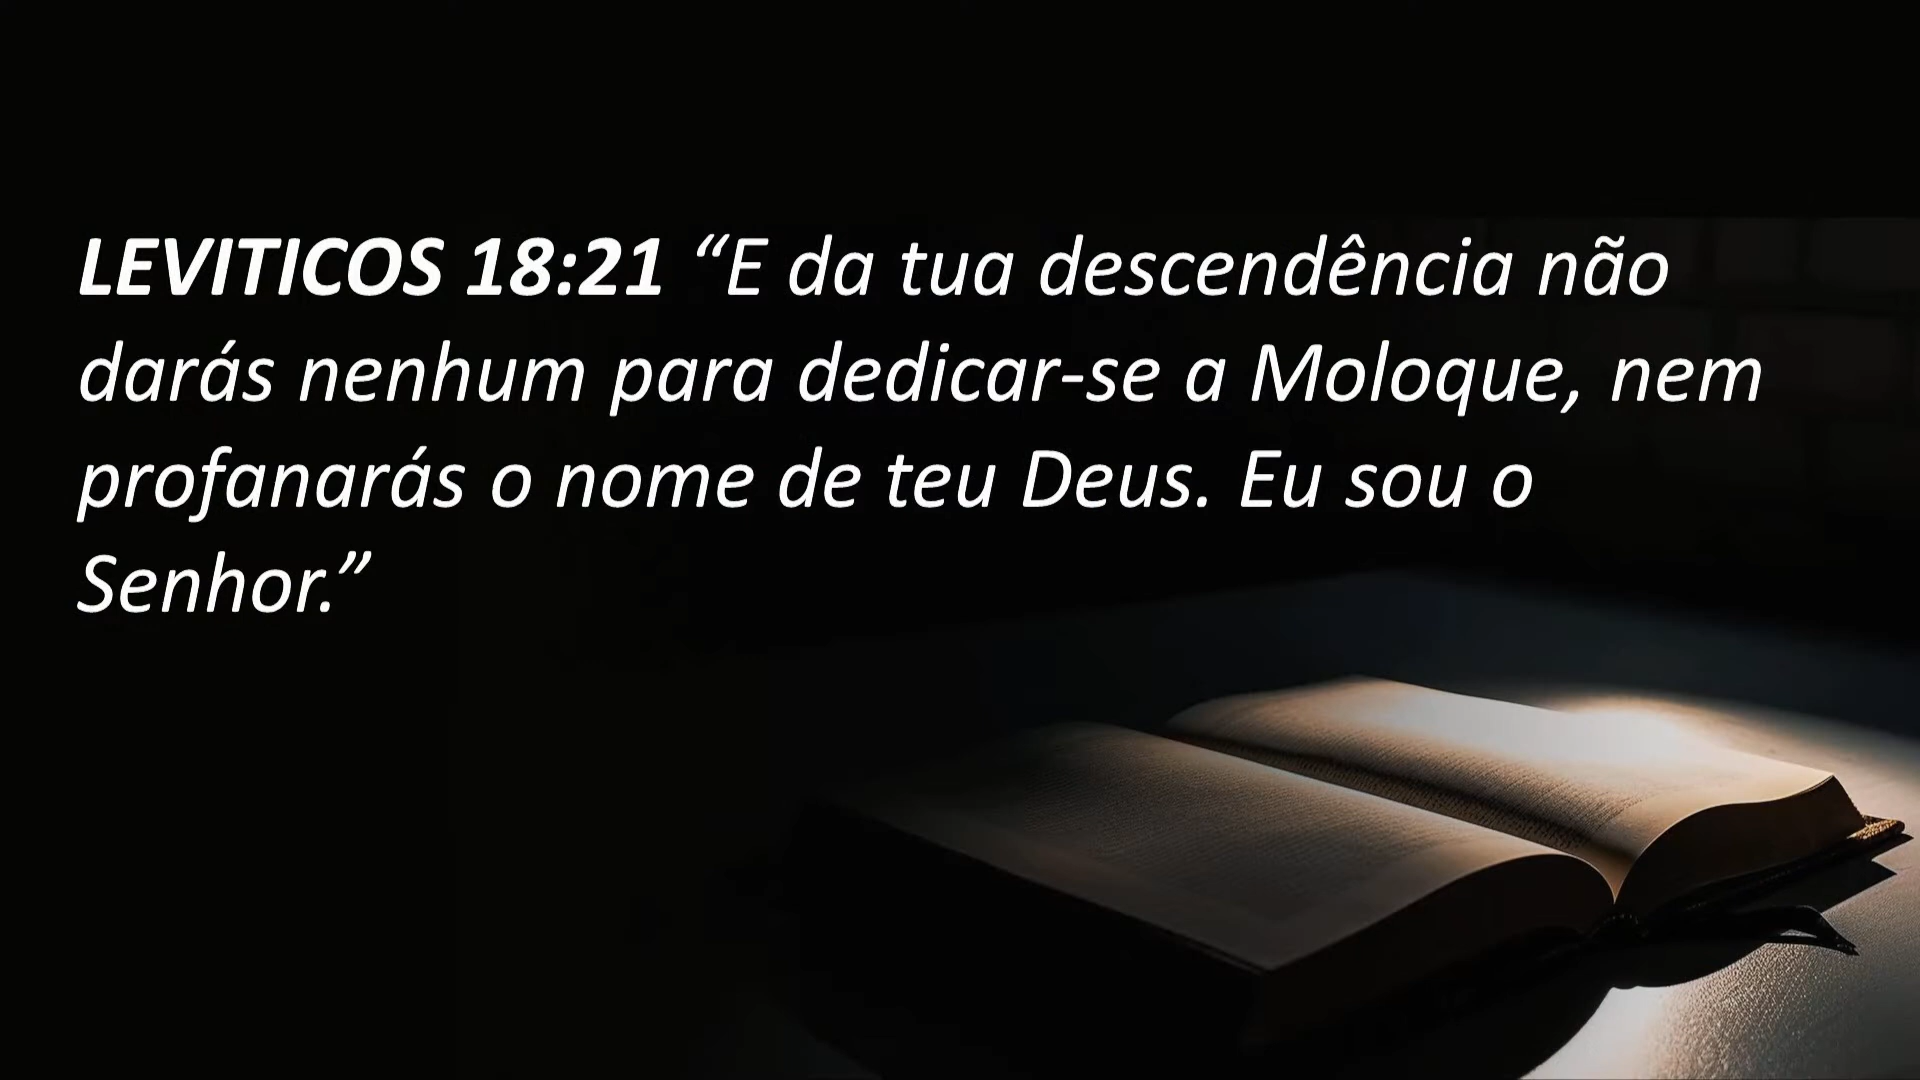 LEVITICOS 18:21 “E da tua descendência não
darás nenhum para dedicar-se a Moloque, nem
profanarás o nome de teu Deus. Eu sou o
Senhor.”